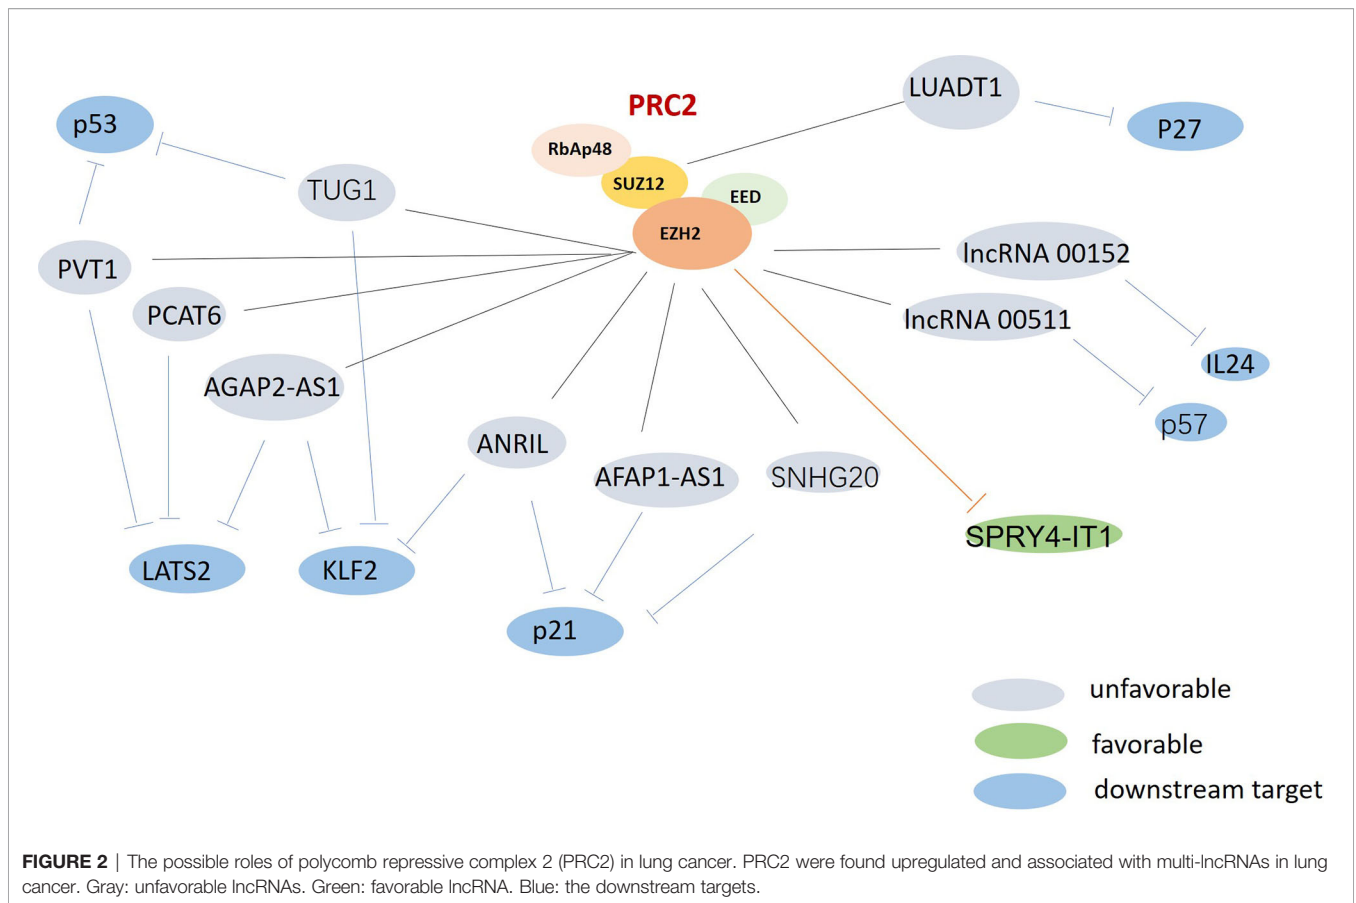 PRC2
LUADT1
p53
P27
RbAp48
SUZ12
EED
TUG1
EZH2
lncRNA 00152
PVT1
PCAT6
lncRNA 00511
IL24
AGAP2-AS1
p57
ANRIL
AFAP1-AS1
SNHG20
SPRY4-IT1
LATS2
KLF2
p21
unfavorable
favorable
downstream target
FIGURE 2 | The possible roles of polycomb repressive complex 2 (PRC2) in lung cancer. PRC2 were found upregulated and associated with multi-lncRNAs in lung
cancer. Gray: unfavorable lncRNAs. Green: favorable lncRNA. Blue: the downstream targets.